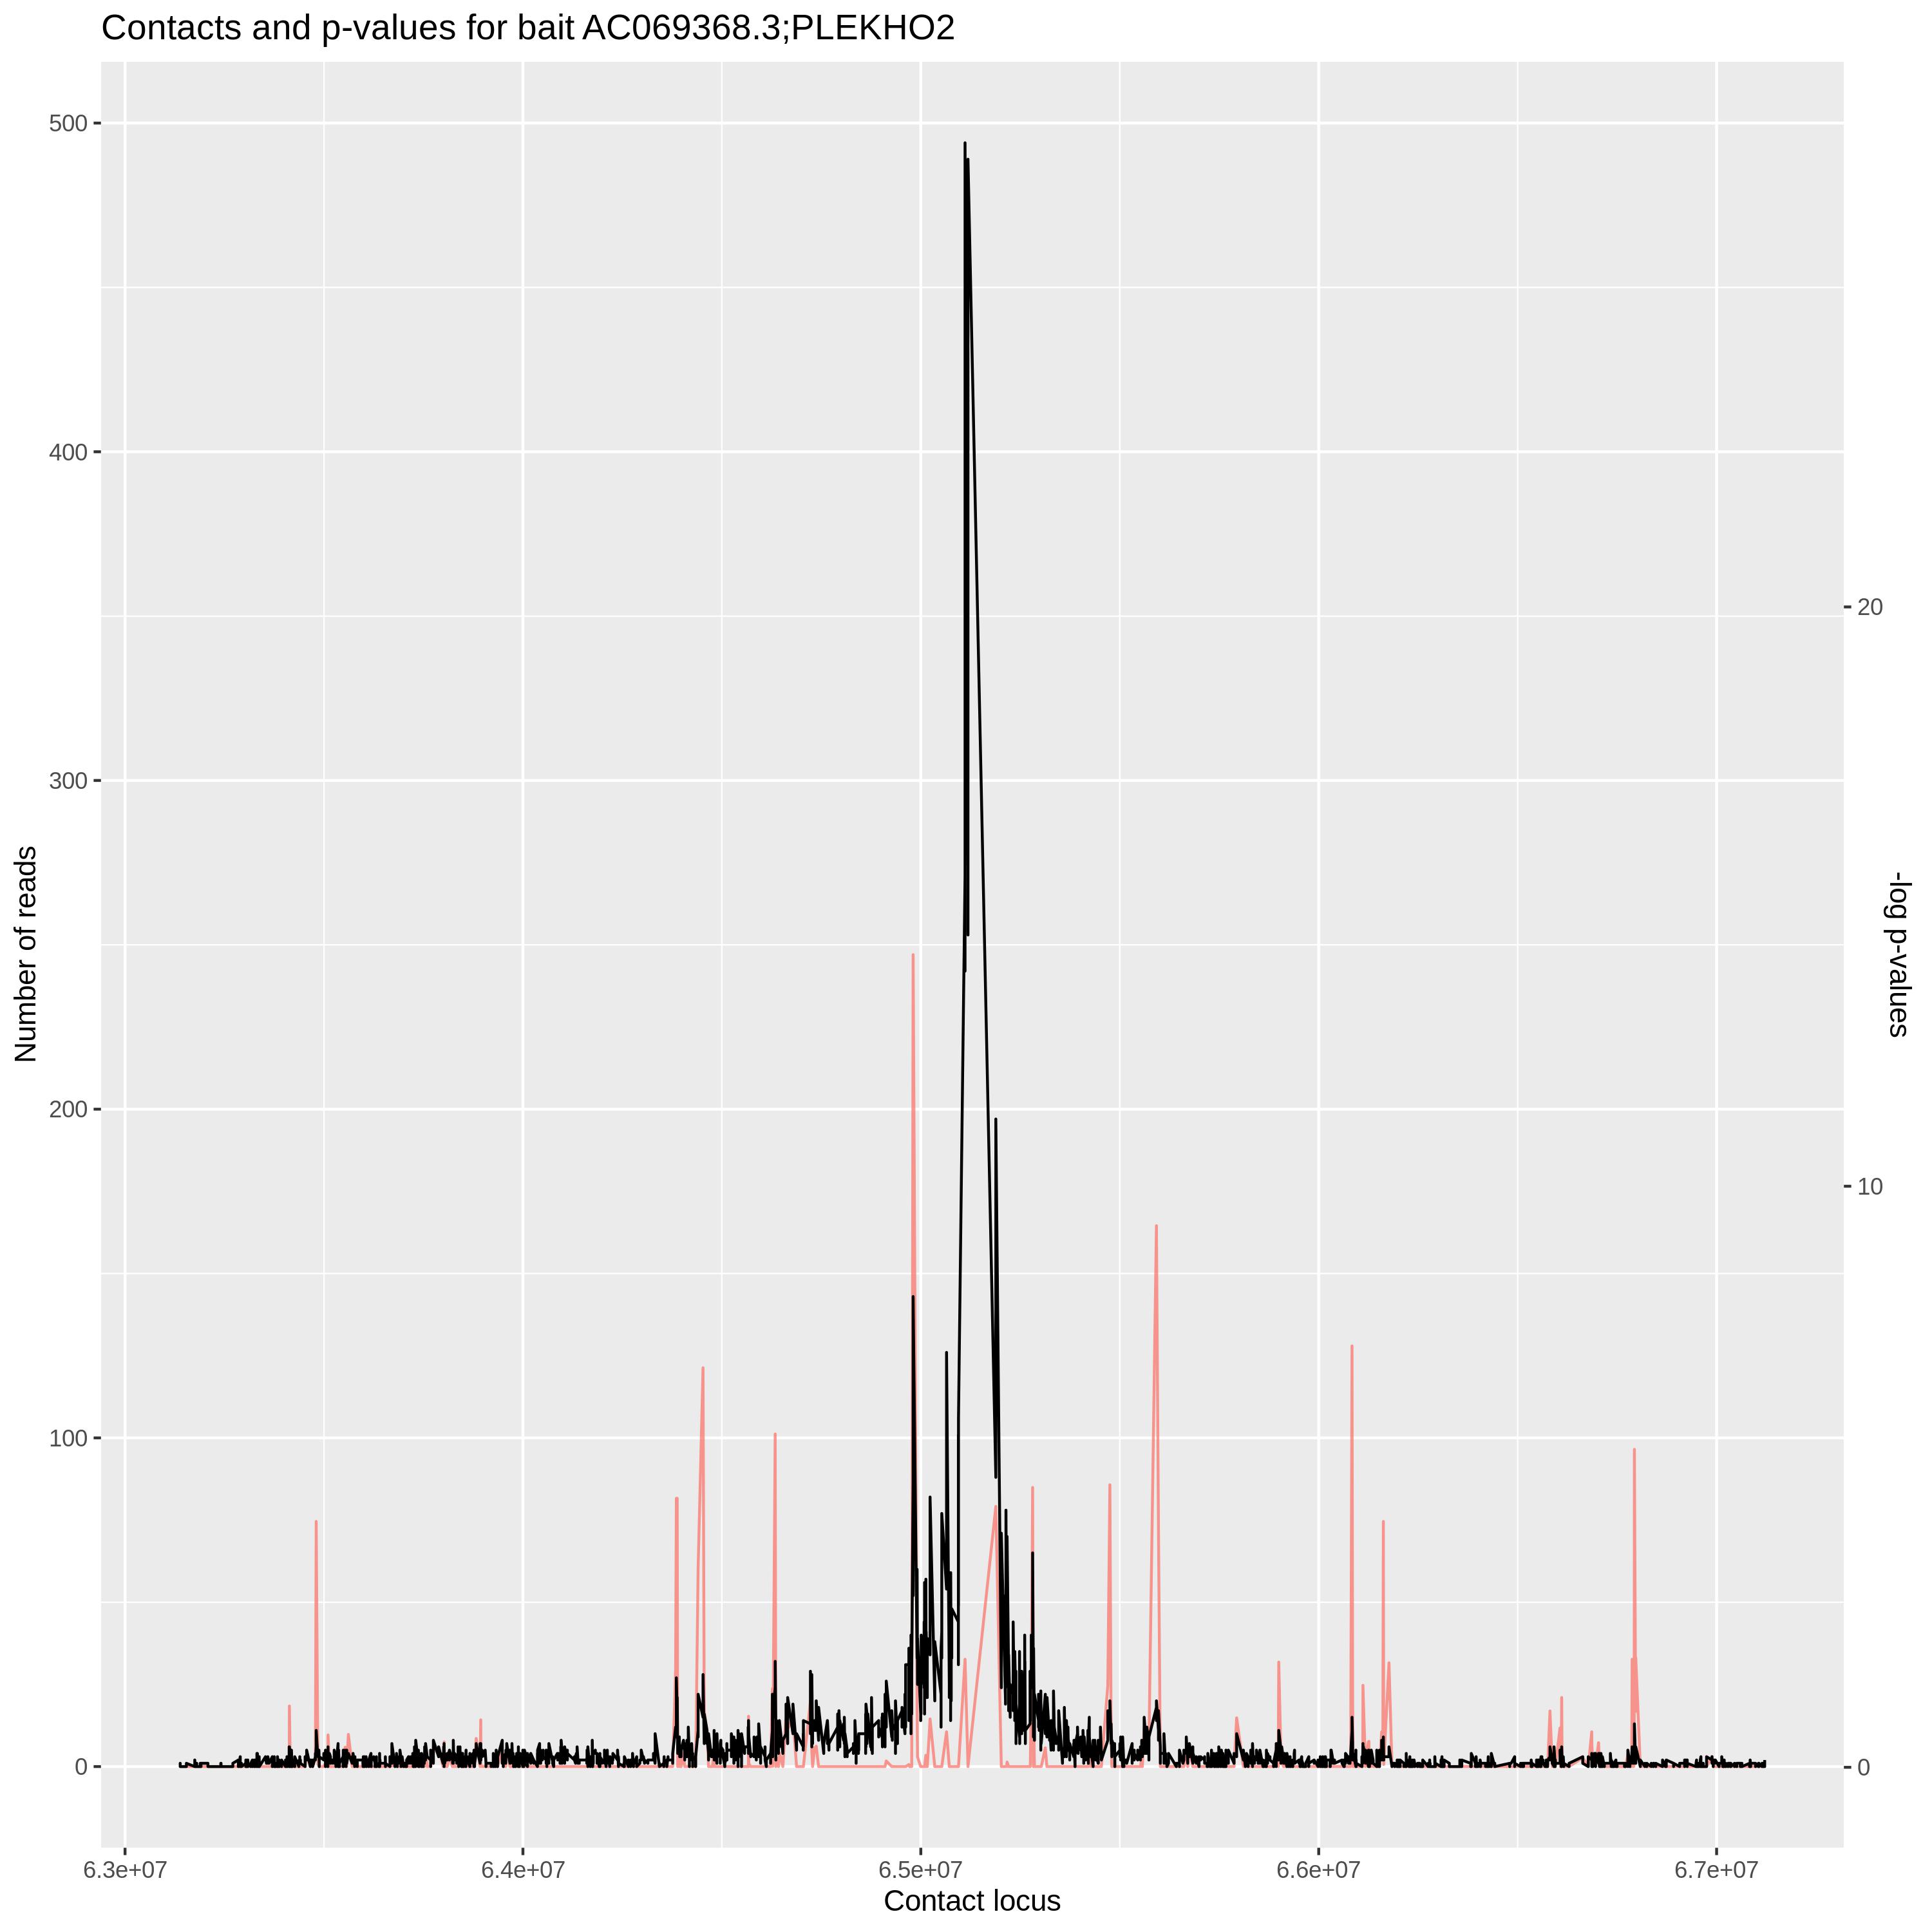 Contacts and p-values for bait AC069368.3;PLEKHO2
500
400
300
200
100
0
Number of reads
20
10
0
-log p-values
6.3e+07 6.4e+07 6.5e+07 6.6e+07 6.7e+07
Contact locus